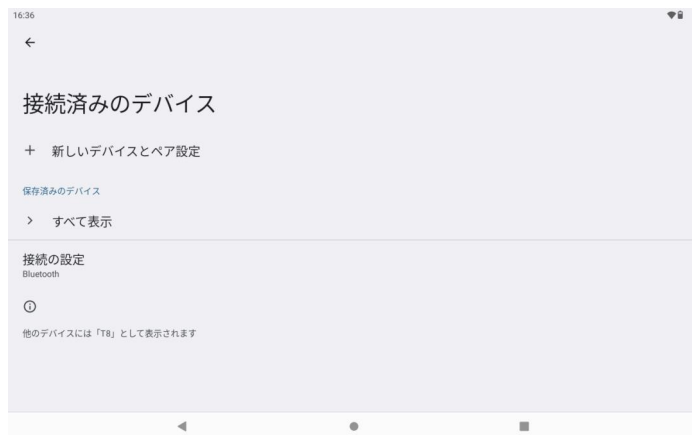 16:36
接続済みのデバイス
新しいデバイスとペア設定
保存済みのデバイス
すべて表示
接続の設定
Bluetooth
他のデバイスには「T8」として表示されます